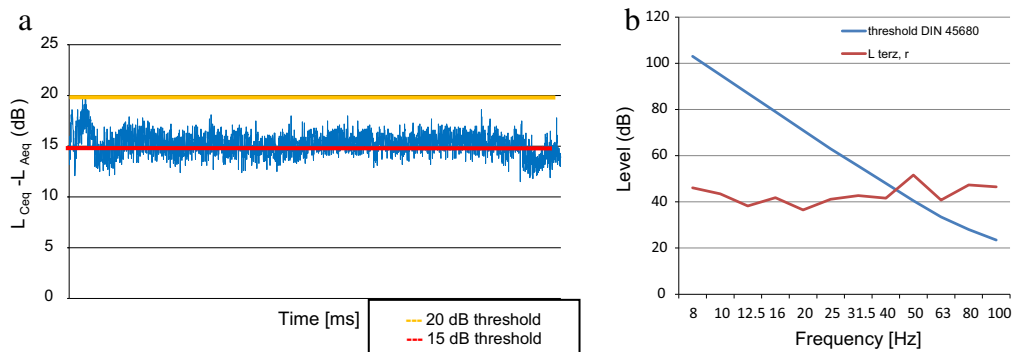 a
25
20
15
10
5
0
L Ceq -L Aeq (dB)
Time [ms]
20 dB threshold
15 dB threshold
b
120
100
80
60
40
20
0
Level (dB)
threshold DIN 45680
L terz, r
8 10 12.5 16 20 25 31.5 40 50 63 80 100
Frequency [Hz]